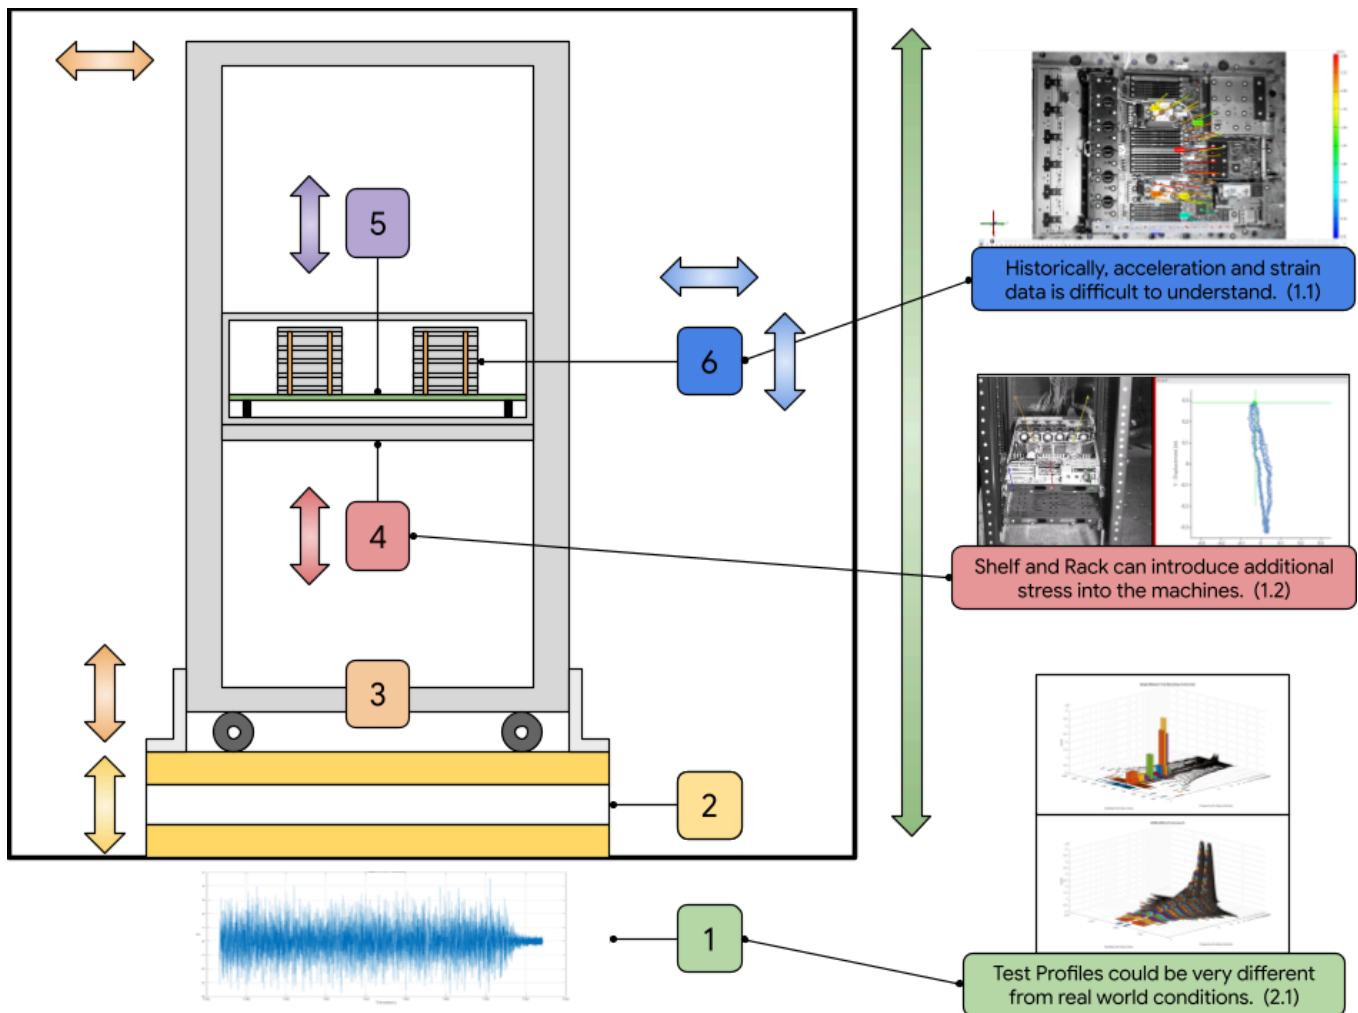 5
Historically, acceleration and strain
data is difficult to understand. (1.1)
6
4
Shelf and Rack can introduce additional
stress into the machines. (1.2)
3
2
1
Test Profiles could be very different
from real world conditions. (2.1)